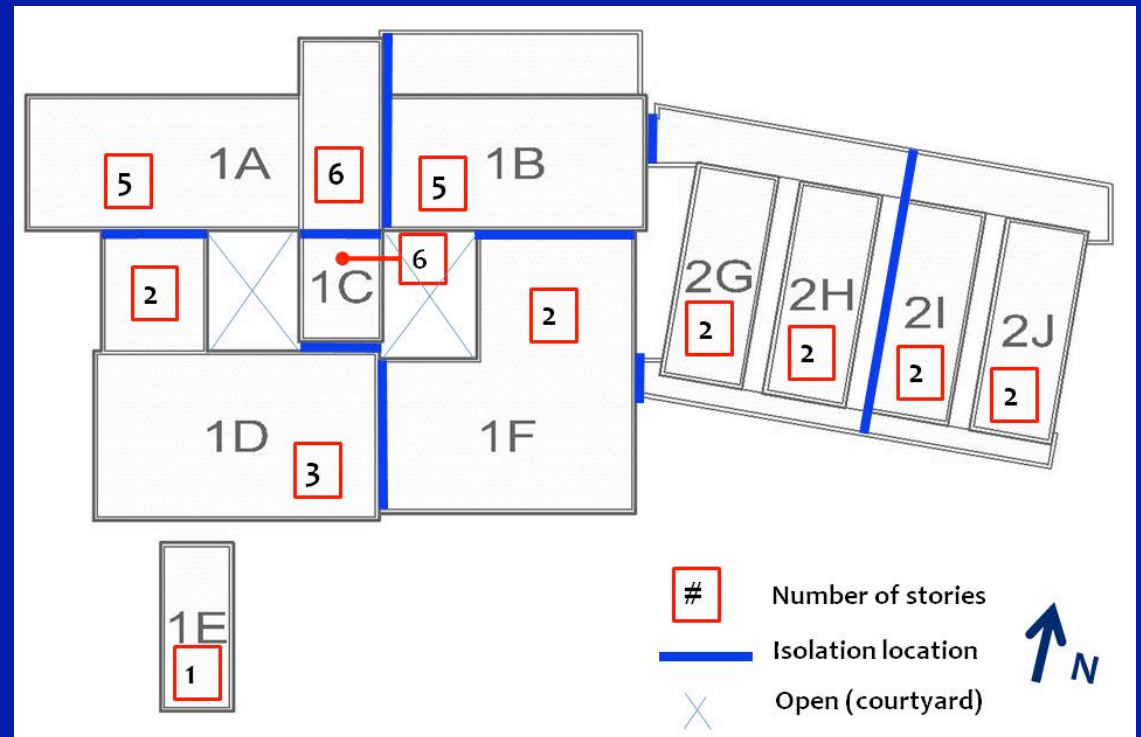 1A
5
6
1B
5
2
1C
6
2
2G
2
2H
2
2I
2
2J
2
1D
3
1F
1E
1
# Number of stories
Isolation location
Open (courtyard)
N